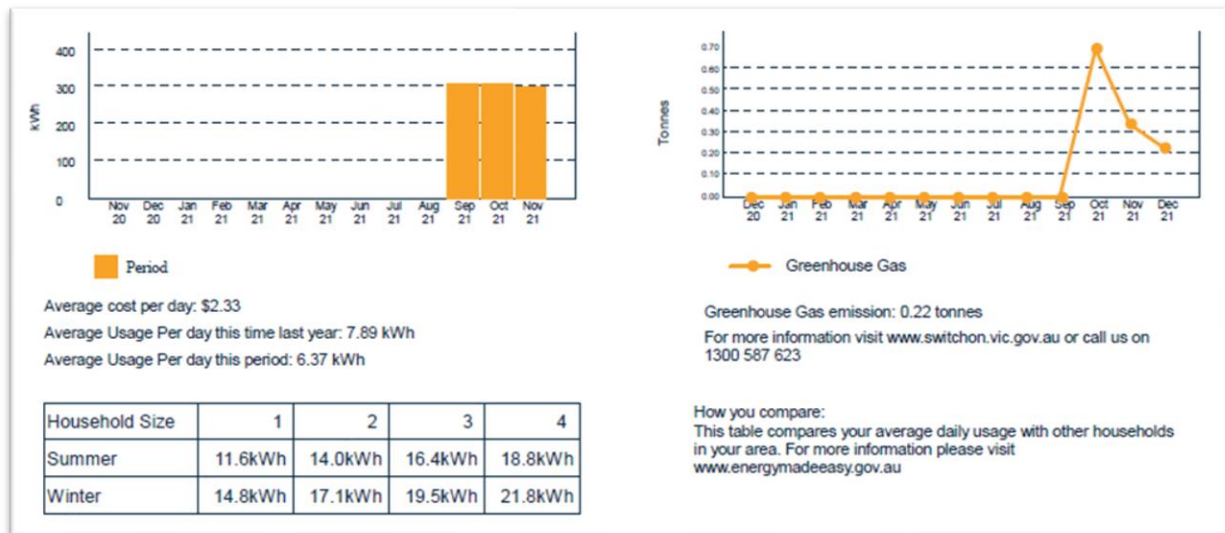 kWh
400
300
200
100
0
Nov 20 Dec 20 Jan 21 Feb 21 Mar 21 Apr 21 May 21 Jun 21 Jul 21 Aug 21 Sep 21 Oct 21 Nov 21
Period
Average cost per day: $2.33
Average Usage Per day this time last year: 7.89 kWh
Average Usage Per day this period: 6.37 kWh
Household Size 1 2 3 4
Summer 11.6kWh 14.0kWh 16.4kWh 18.8kWh
Winter 14.8kWh 17.1kWh 19.5kWh 21.8kWh
Tonnes
0.70
0.60
0.50
0.40
0.30
0.20
0.10
0.00
Dec 20 Jan 21 Feb 21 Mar 21 Apr 21 May 21 Jun 21 Jul 21 Aug 21 Sep 21 Oct 21 Nov 21 Dec 21
Greenhouse Gas
Greenhouse Gas emission: 0.22 tonnes
For more information visit www.switchon.vic.gov.au or call us on
1300 587 623
How you compare:
This table compares your average daily usage with other households
in your area. For more information please visit
www.energymadeeasy.gov.au